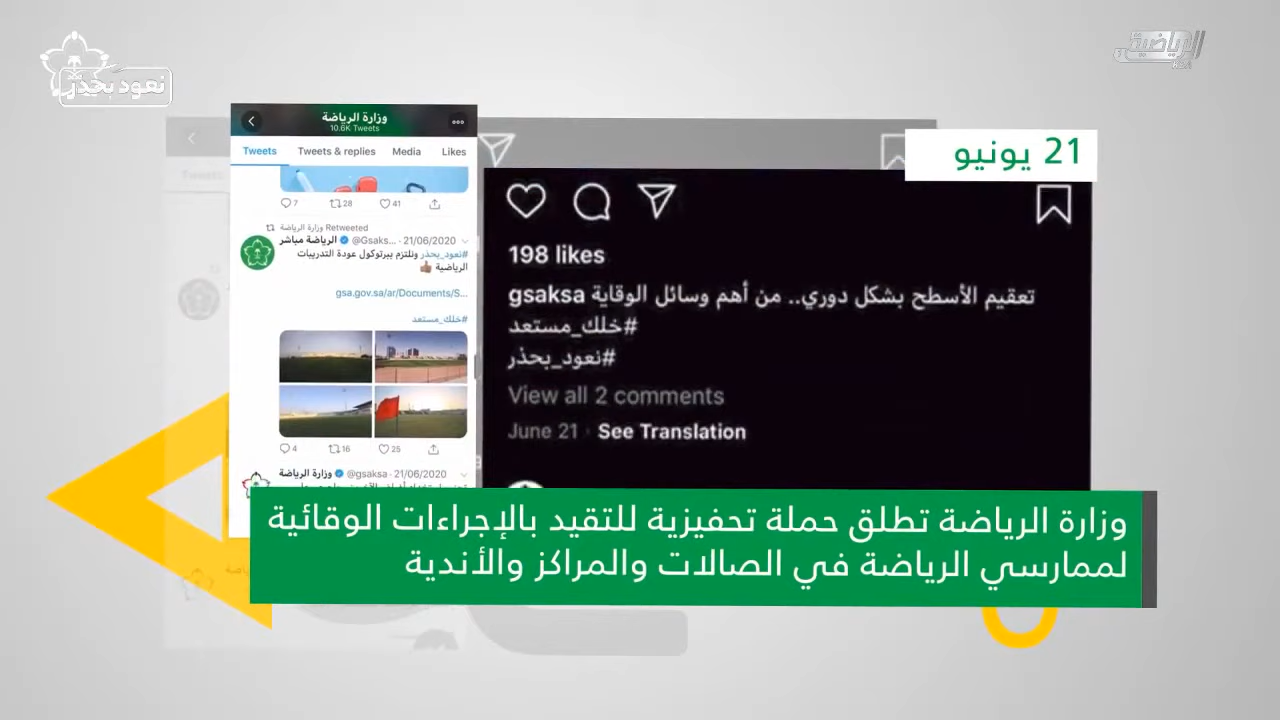 نعود بحذر
الرياضية
KSA
21 يونيو
وزارة الرياضة
10.6K Tweets
Tweets
Tweets & replies
Media
Likes
7
28
41
وزارة الرياضة Retweeted
الرياضة مباشر @Gsaks... · 21/06/2020
#نعود_بحذر ونلتزم ببرتوكول عودة التدريبات
الرياضية
gsa.gov.sa/ar/Documents/S...
#خلك_مستعد
4
16
25
وزارة الرياضة @gsaksa · 21/06/2020
198 likes
gsaksa تعقيم الأسطح بشكل دوري.. من أهم وسائل الوقاية
#خلك_مستعد
#نعود_بحذر
View all 2 comments
June 21 · See Translation
وزارة الرياضة تطلق حملة تحفيزية للتقيد بالإجراءات الوقائية
لممارسي الرياضة في الصالات والمراكز والأندية